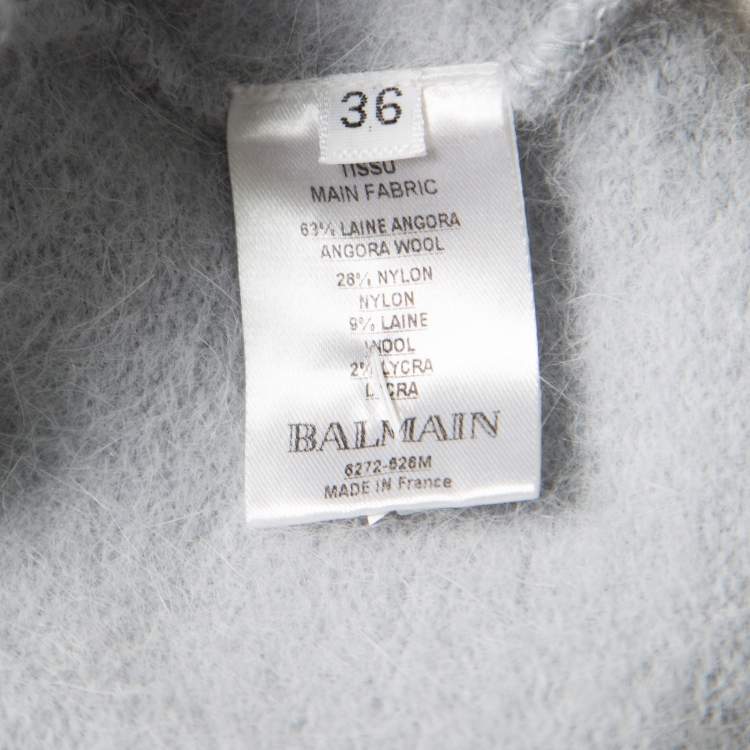 36
TISSU
MAIN FABRIC
63% LAINE ANGORA
ANGORA WOOL
26% NYLON
NYLON
9% LAINE
WOOL
2% LYCRA
LYCRA
BALMAIN
6272-626M
MADE IN France